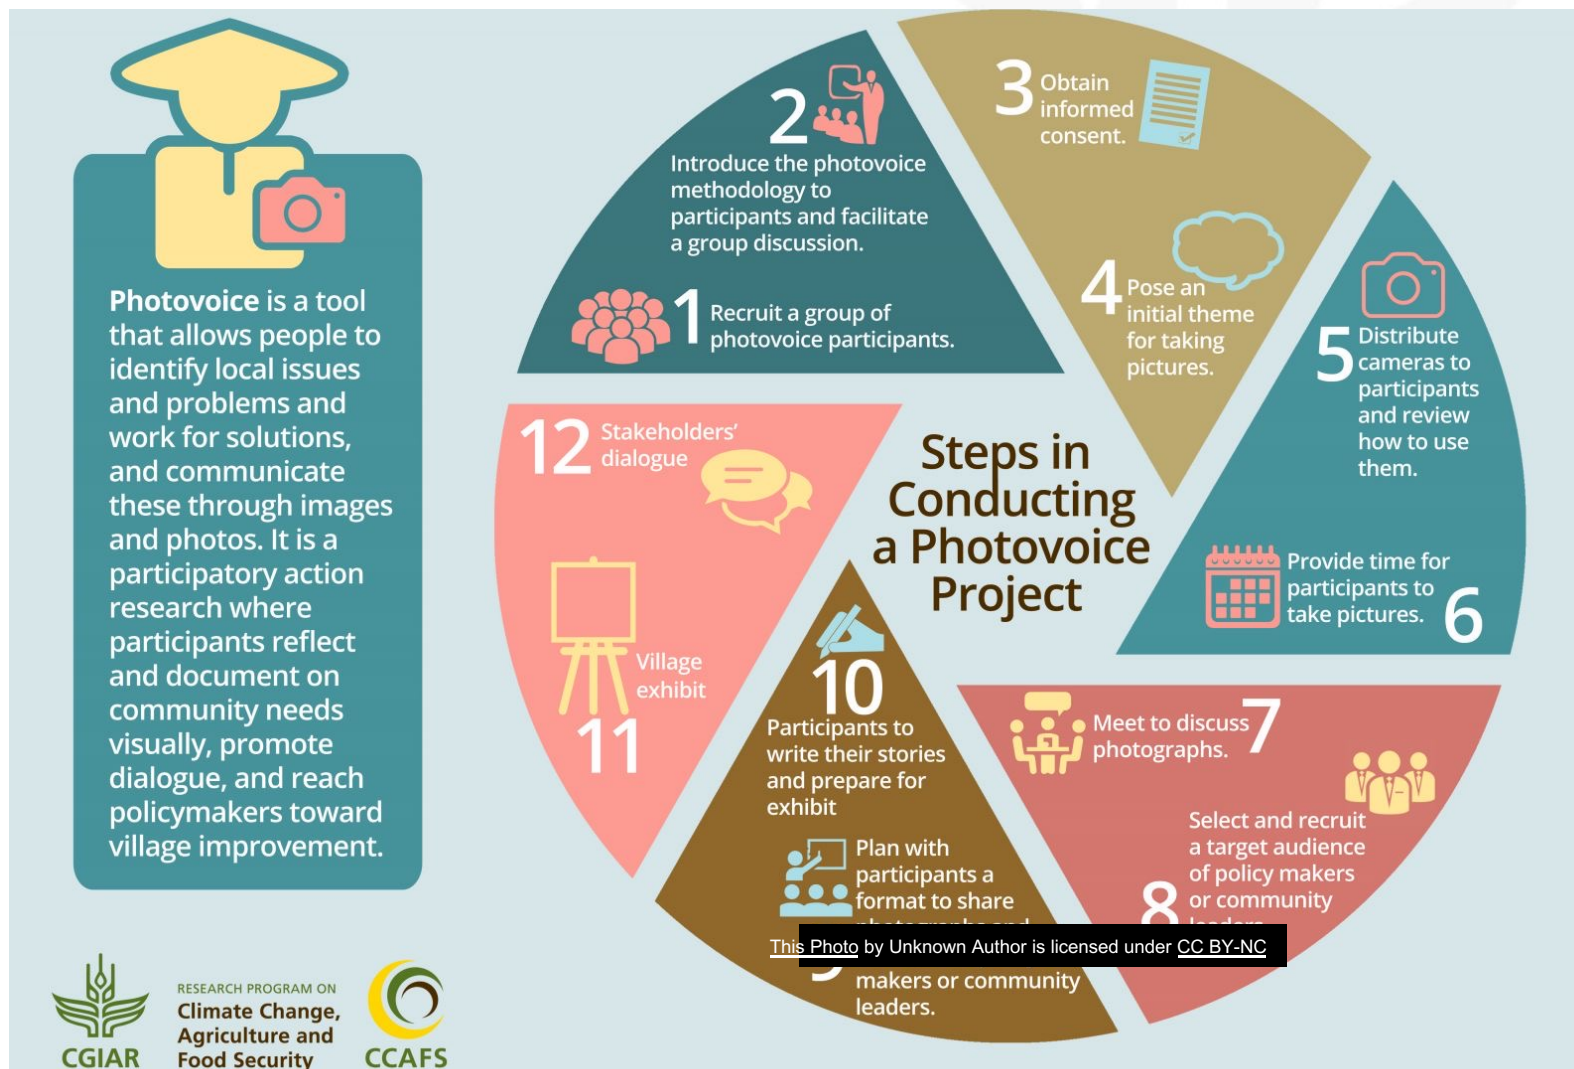 Photovoice is a tool
that allows people to
identify local issues
and problems and
work for solutions,
and communicate
these through images
and photos. It is a
participatory action
research where
participants reflect
and document on
community needs
visually, promote
dialogue, and reach
policymakers toward
village improvement.
CGIAR
RESEARCH PROGRAM ON
Climate Change,
Agriculture and
Food Security
CCAFS
Steps in
Conducting
a Photovoice
Project
1
Recruit a group of
photovoice participants.
2
Introduce the photovoice
methodology to
participants and facilitate
a group discussion.
3
Obtain
informed
consent.
4
Pose an
initial theme
for taking
pictures.
5
Distribute
cameras to
participants
and review
how to use
them.
6
Provide time for
participants to
take pictures.
7
Meet to discuss
photographs.
8
Select and recruit
a target audience
of policy makers
or community
leaders.
Plan with
participants a
format to share
photographs and
makers or community
leaders.
10
Participants to
write their stories
and prepare for
exhibit
11
Village
exhibit
12
Stakeholders'
dialogue
This Photo by Unknown Author is licensed under CC BY-NC